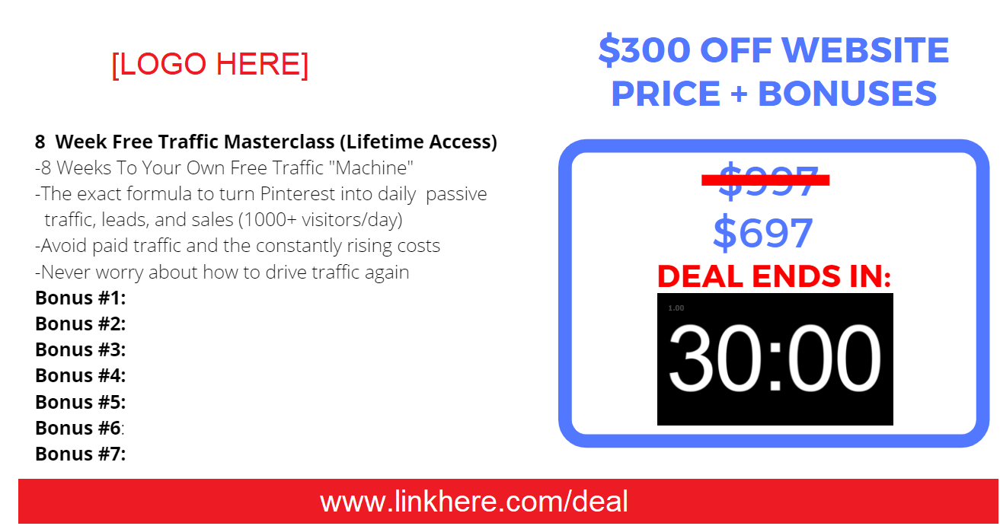 [LOGO HERE]
8 Week Free Traffic Masterclass (Lifetime Access)
-8 Weeks To Your Own Free Traffic "Machine"
-The exact formula to turn Pinterest into daily passive
traffic, leads, and sales (1000+ visitors/day)
-Avoid paid traffic and the constantly rising costs
-Never worry about how to drive traffic again
Bonus #1:
Bonus #2:
Bonus #3:
Bonus #4:
Bonus #5:
Bonus #6:
Bonus #7:
$300 OFF WEBSITE
PRICE + BONUSES
$997
$697
DEAL ENDS IN:
1.00
30:00
www.linkhere.com/deal